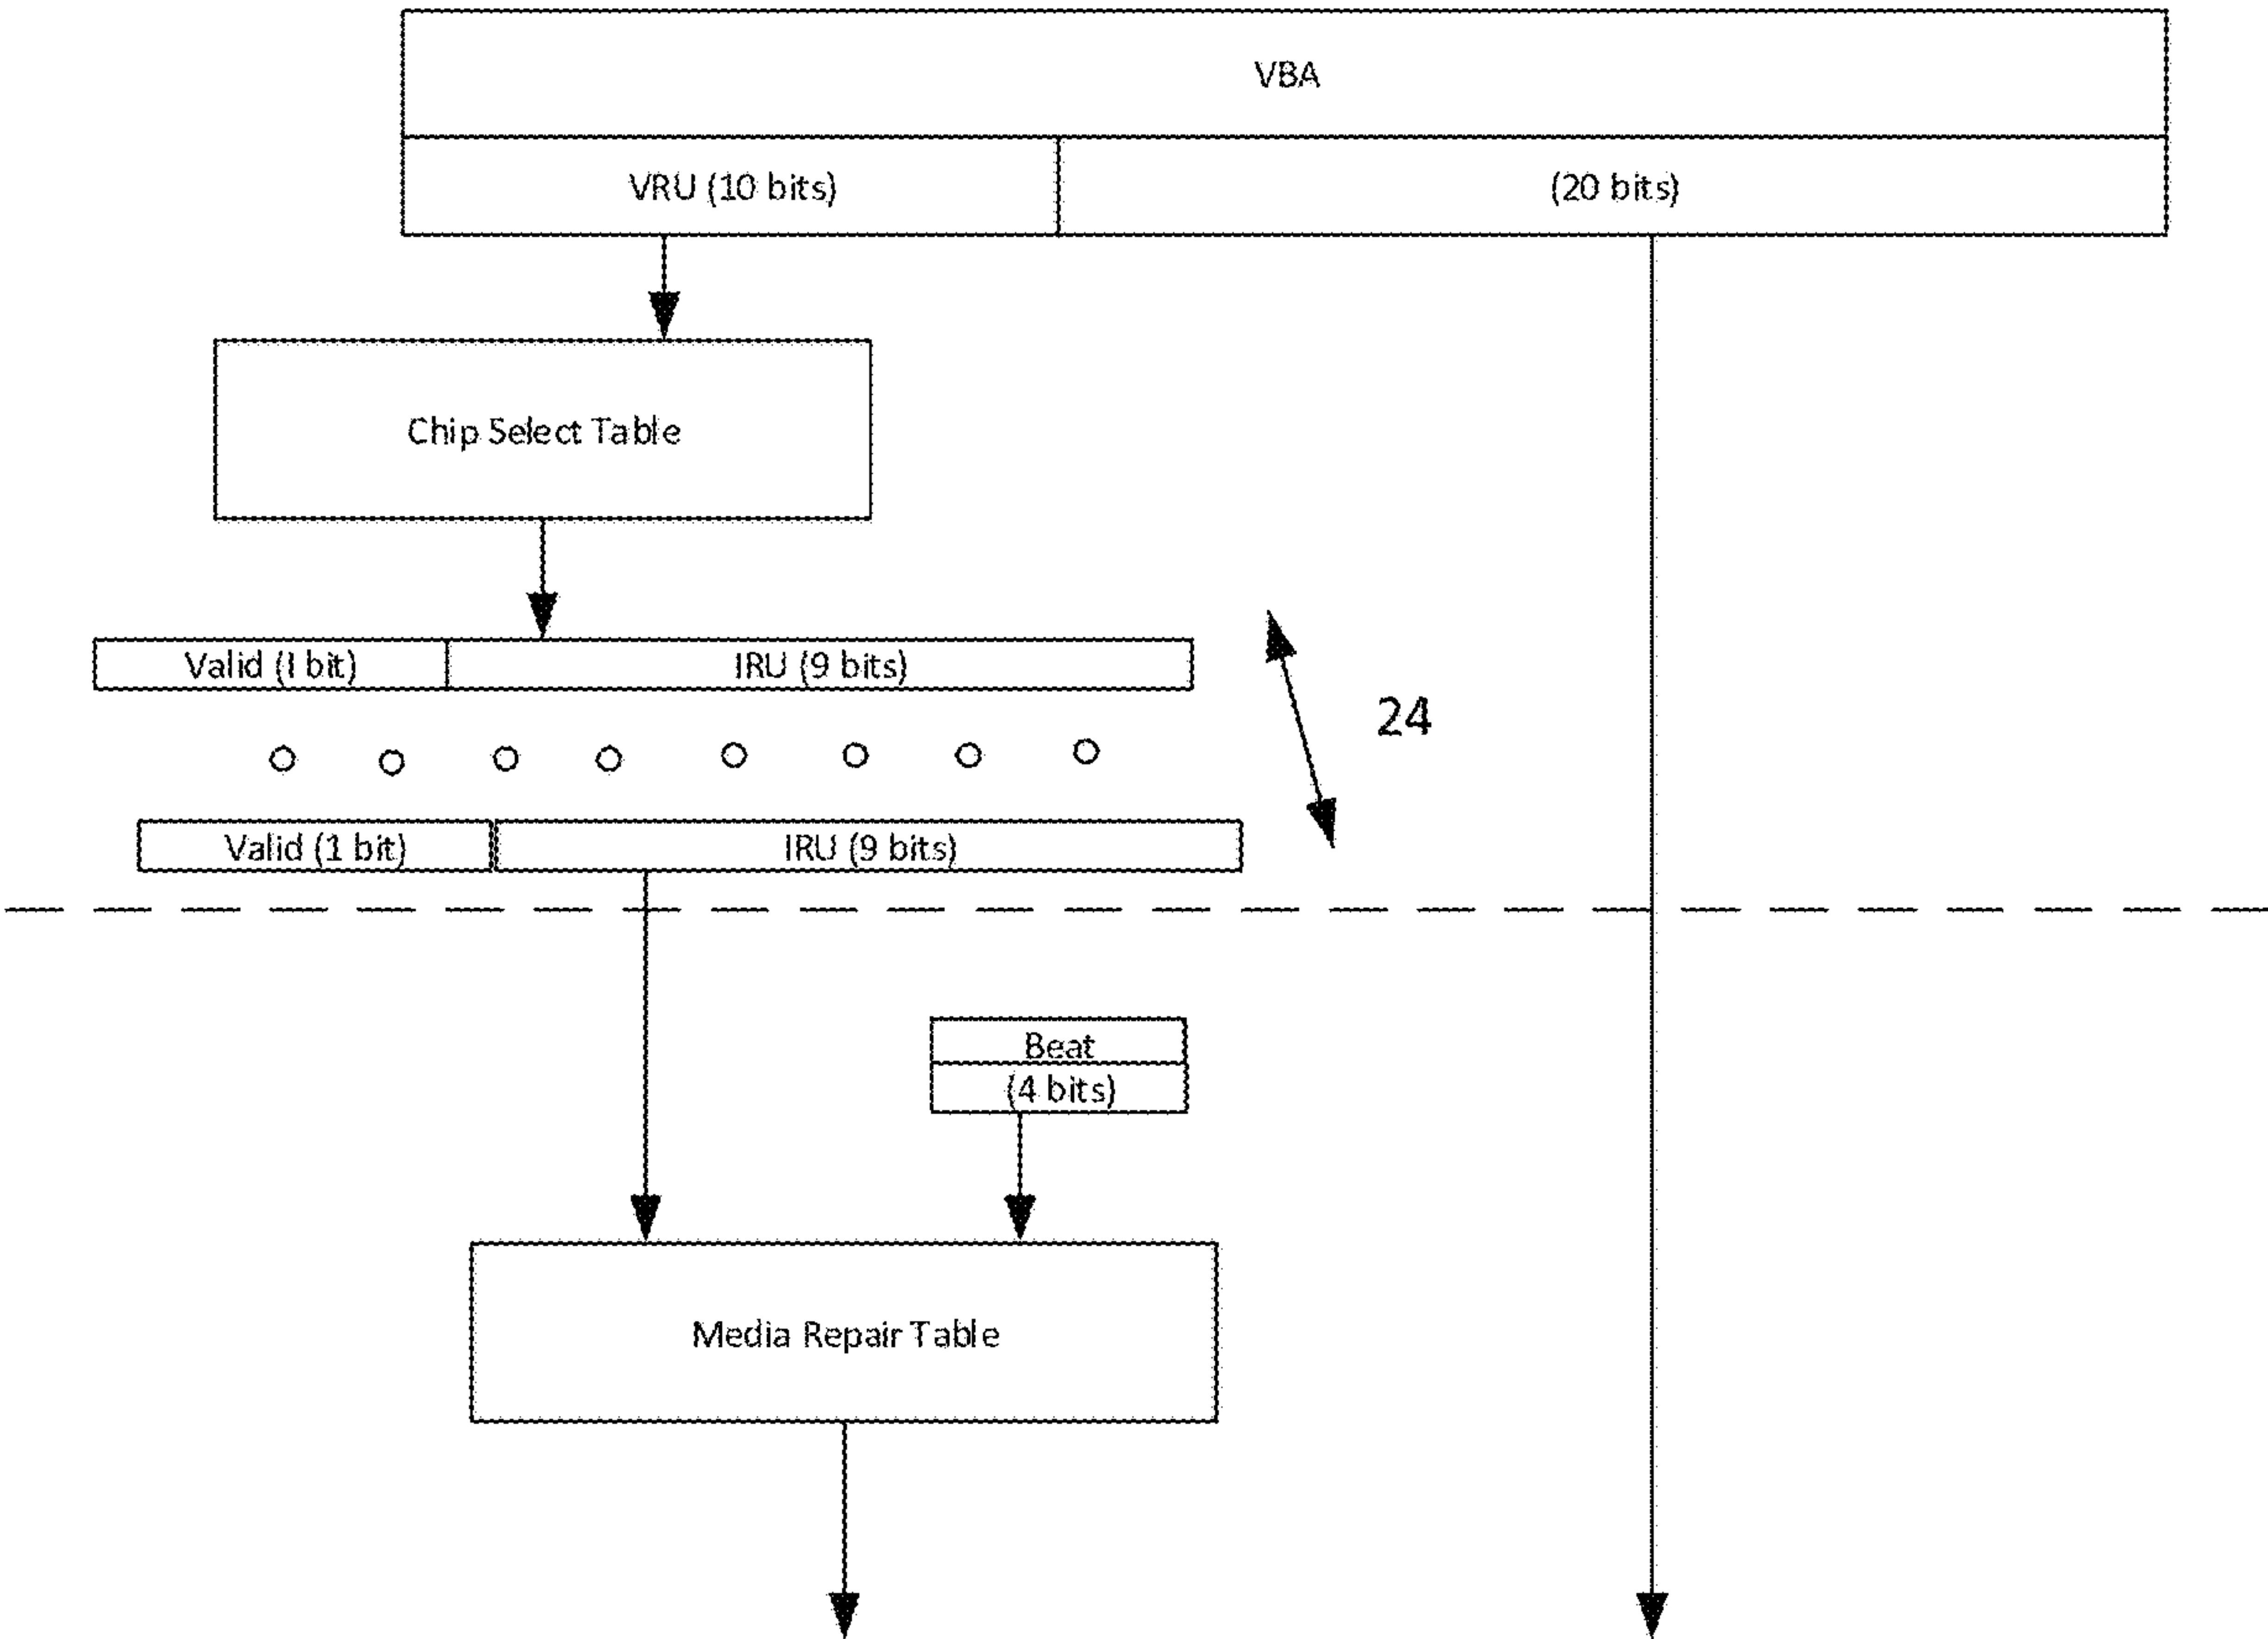 VBA
VRU (10 bits)
(20 bits)
Chip Select Table
Valid (I bit)
IRU (9 bits)
24
Valid (1 bit)
IRU (9 bits)
Beat
(4 bits)
Media Repair Table